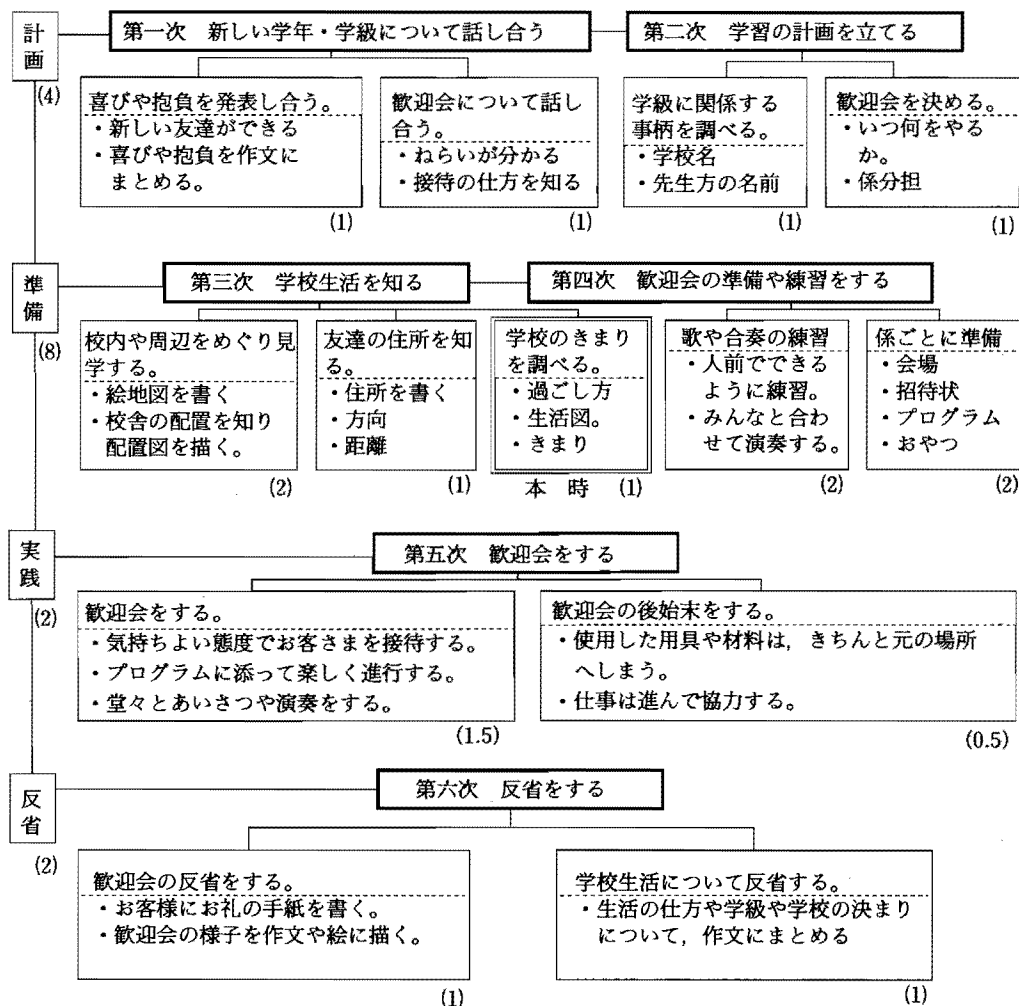 計画
(4)
第一次 新しい学年・学級について話し合う
第二次 学習の計画を立てる
喜びや抱負を発表し合う。
・新しい友達ができる
・喜びや抱負を作文に
まとめる。
(1)
歓迎会について話し
合う。
・ねらいが分かる
・接待の仕方を知る
(1)
学級に関係する
事柄を調べる。
・学校名
・先生方の名前
(1)
歓迎会を決める。
・いつ何をやる
か。
・係分担
(1)
準備
(8)
第三次 学校生活を知る
第四次 歓迎会の準備や練習をする
校内や周辺をめぐり見
学する。
・絵地図を書く
・校舎の配置を知り
配置図を描く。
(2)
友達の住所を知
る。
・住所を書く
・方向
・距離
(1)
学校のきまり
を調べる。
・過ごし方
・生活図。
・きまり
本 時 (1)
歌や合奏の練習
・人前でできる
ように練習。
・みんなと合わ
せて演奏する。
(2)
係ごとに準備
・会場
・招待状
・プログラム
・おやつ
(2)
実践
(2)
第五次 歓迎会をする
歓迎会をする。
・気持ちよい態度でお客さまを接待する。
・プログラムに添って楽しく進行する。
・堂々とあいさつや演奏をする。
(1.5)
歓迎会の後始末をする。
・使用した用具や材料は，きちんと元の場所
へしまう。
・仕事は進んで協力する。
(0.5)
反省
(2)
第六次 反省をする
歓迎会の反省をする。
・お客様にお礼の手紙を書く。
・歓迎会の様子を作文や絵に描く。
(1)
学校生活について反省する。
・生活の仕方や学級や学校の決まり
について，作文にまとめる
(1)